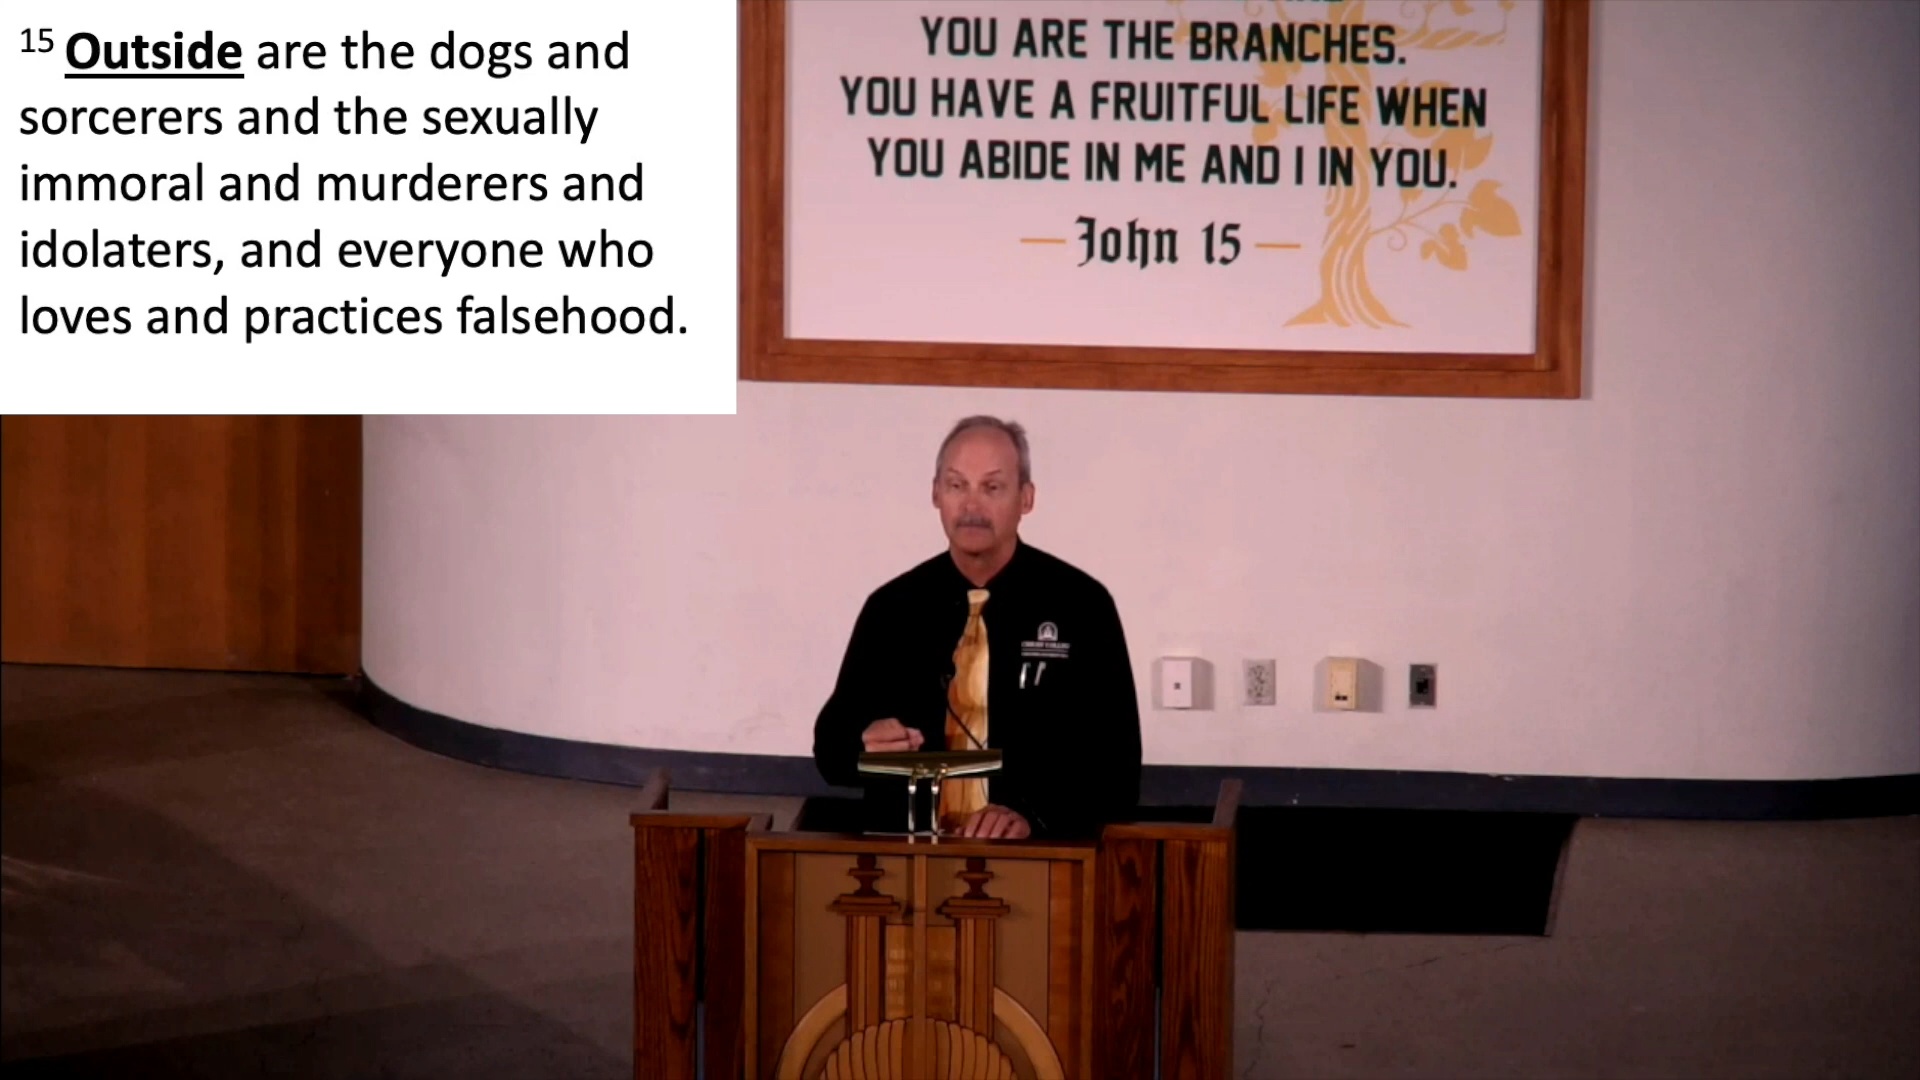 15 Outside are the dogs and
sorcerers and the sexually
immoral and murderers and
idolaters, and everyone who
loves and practices falsehood.
YOU ARE THE BRANCHES.
YOU HAVE A FRUITFUL LIFE WHEN
YOU ABIDE IN ME AND I IN YOU.
— John 15 —